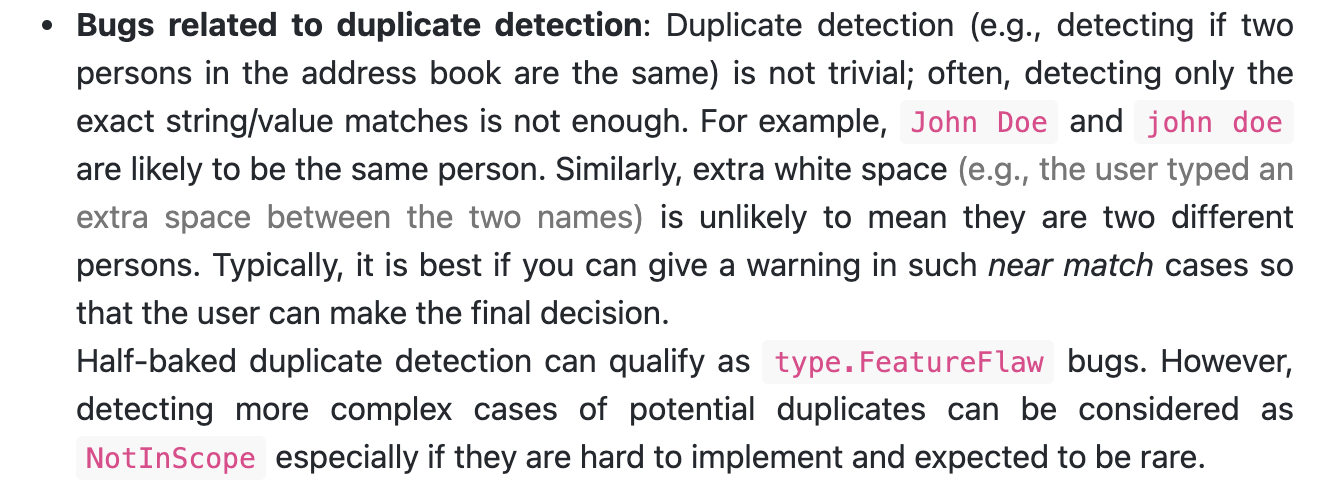 • Bugs related to duplicate detection: Duplicate detection (e.g., detecting if two
persons in the address book are the same) is not trivial; often, detecting only the
exact string/value matches is not enough. For example, John Doe and john doe
are likely to be the same person. Similarly, extra white space (e.g., the user typed an
extra space between the two names) is unlikely to mean they are two different
persons. Typically, it is best if you can give a warning in such near match cases so
that the user can make the final decision.
Half-baked duplicate detection can qualify as type.FeatureFlaw bugs. However,
detecting more complex cases of potential duplicates can be considered as
NotInScope especially if they are hard to implement and expected to be rare.